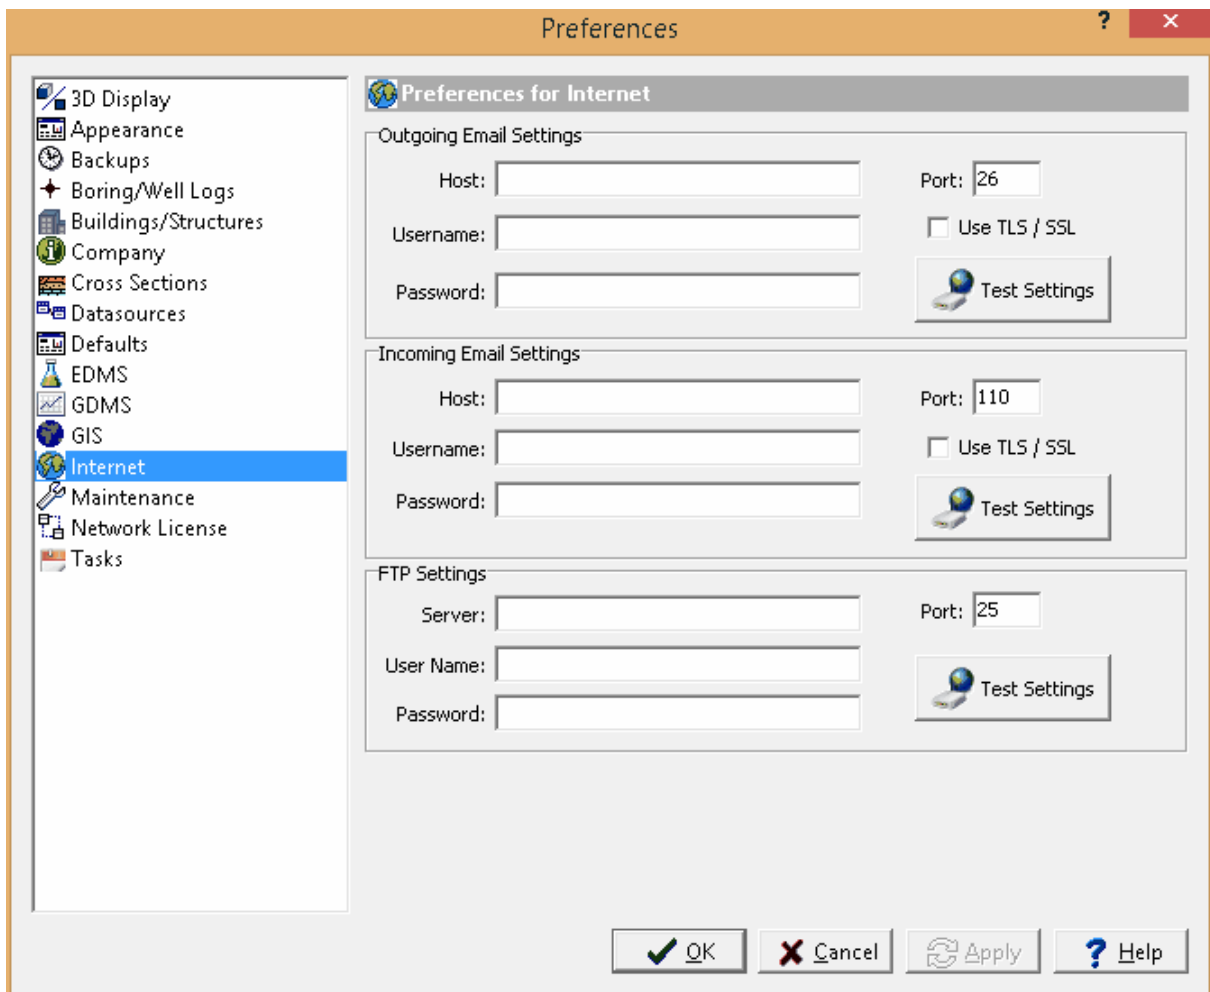 Preferences
?
3D Display
Appearance
Backups
Boring/Well Logs
Buildings/Structures
Company
Cross Sections
Datasources
Defaults
EDMS
GDMS
GIS
Internet
Maintenance
Network License
Tasks
Preferences for Internet
Outgoing Email Settings
Host:
Port: 26
Username:
Use TLS / SSL
Password:
Test Settings
Incoming Email Settings
Host:
Port: 110
Username:
Use TLS / SSL
Password:
Test Settings
FTP Settings
Server:
Port: 25
User Name:
Test Settings
Password:
OK
Cancel
Apply
? Help